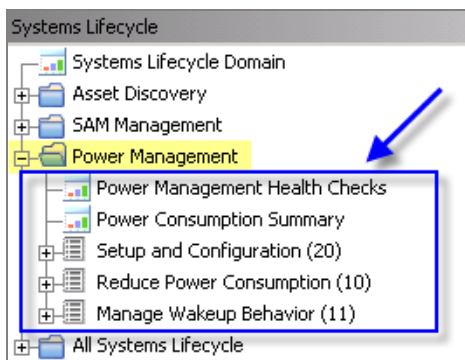 Systems Lifecycle
Systems Lifecycle Domain
Asset Discovery
SAM Management
Power Management
Power Management Health Checks
Power Consumption Summary
Setup and Configuration (20)
Reduce Power Consumption (10)
Manage Wakeup Behavior (11)
All Systems Lifecycle